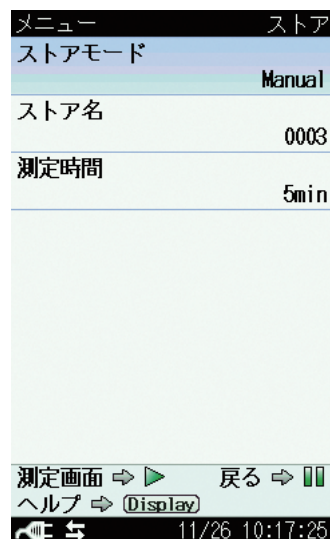 メニュー ストア
ストアモード
Manual
ストア名
0003
測定時間
5min
測定画面 ⇨ ▶ 戻る ⇨ ▮▮
ヘルプ ⇨ Display
11/26 10:17:25